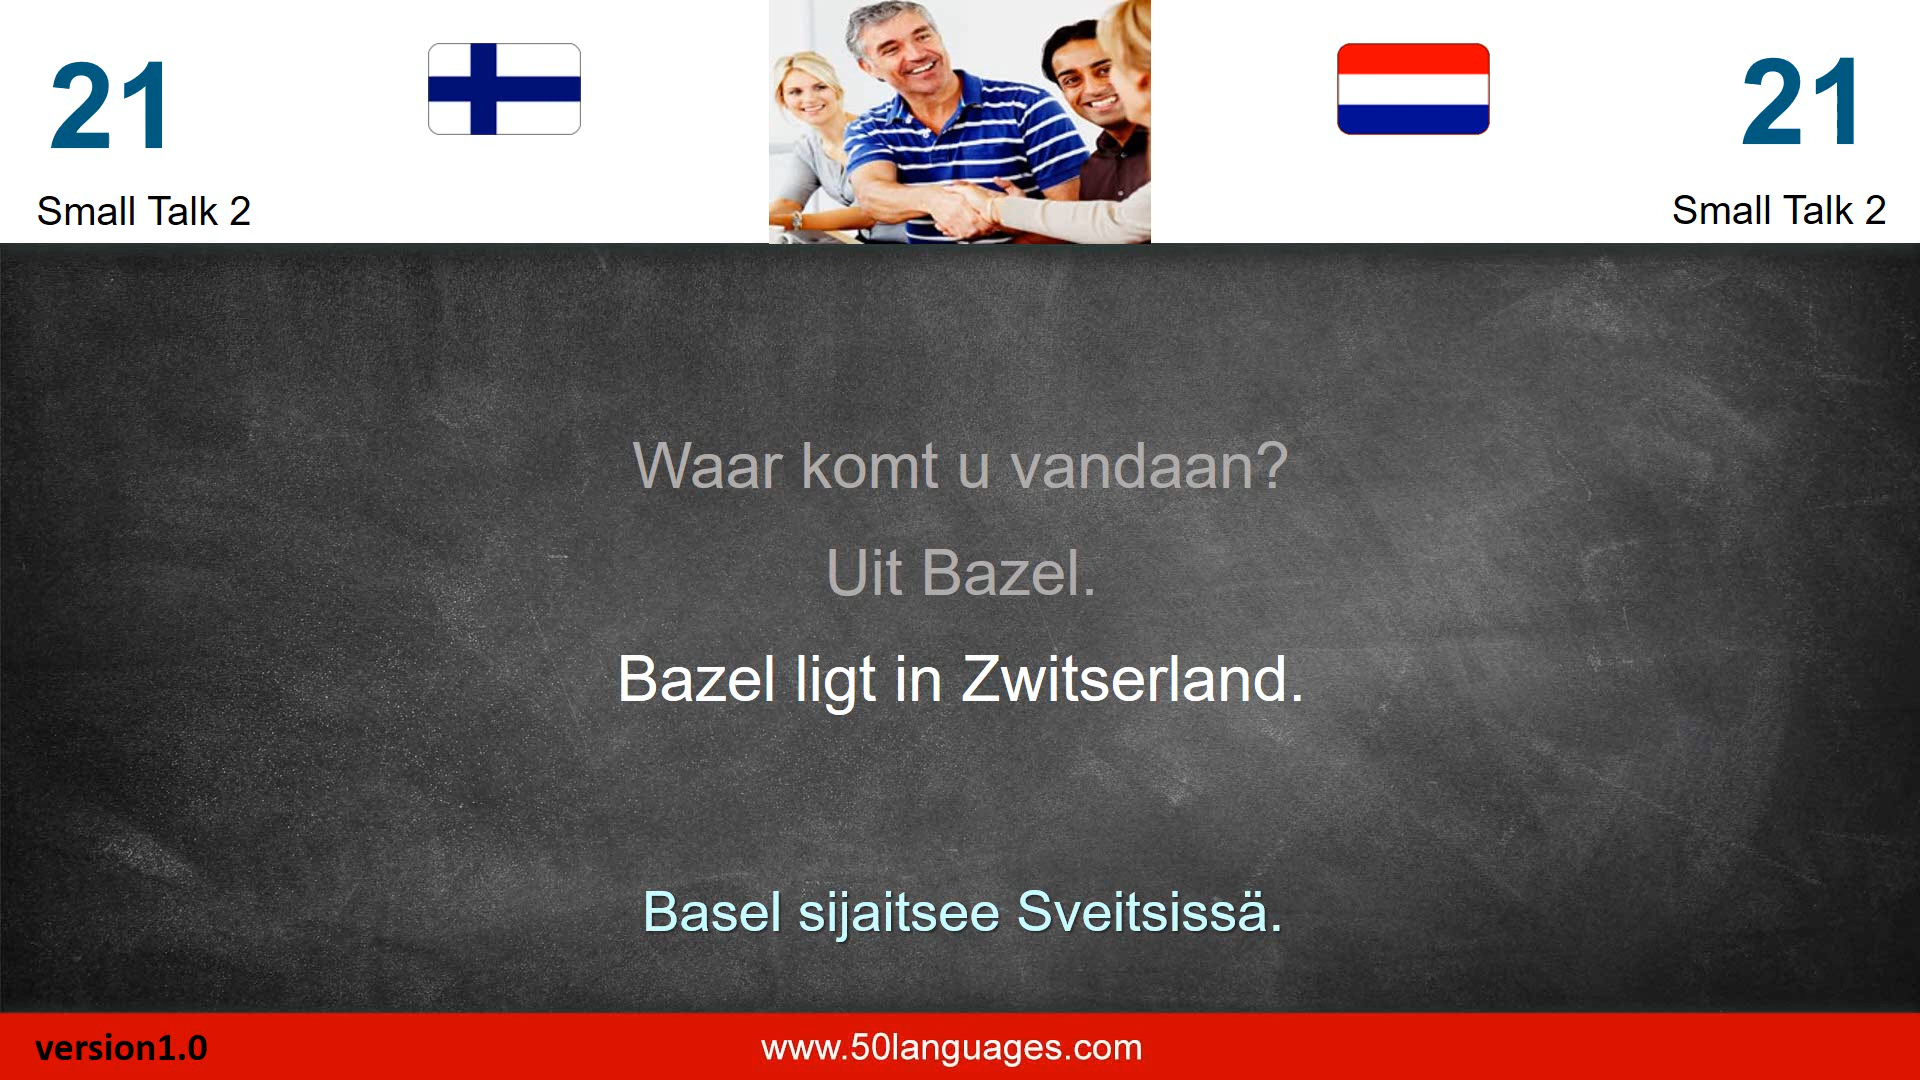 21
21
Small Talk 2
Small Talk 2
Waar komt u vandaan?
Uit Bazel.
Bazel ligt in Zwitserland.
Basel sijaitsee Sveitsissä.
version1.0
www.50languages.com